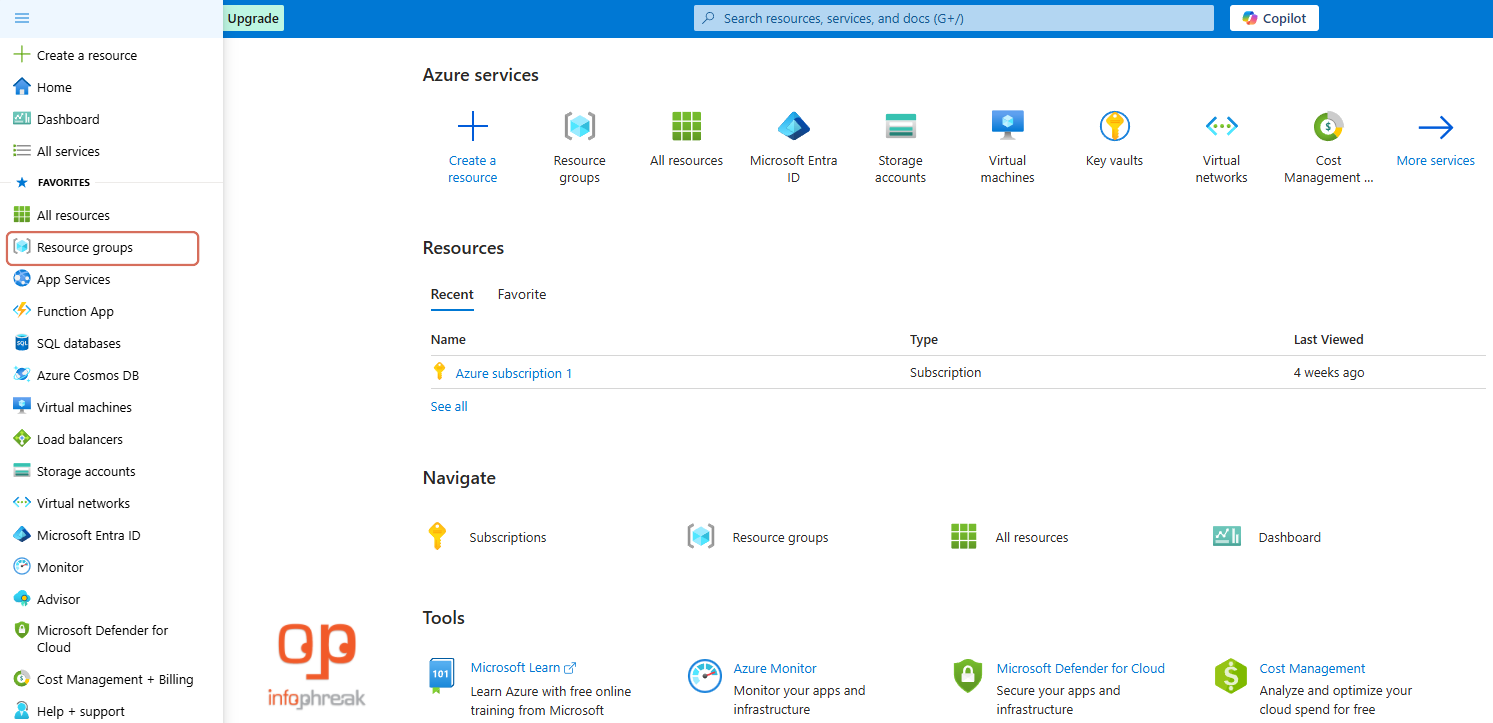 Upgrade
Search resources, services, and docs (G+/)
Copilot
Create a resource
Home
Dashboard
All services
FAVORITES
All resources
Resource groups
App Services
Function App
SQL databases
Azure Cosmos DB
Virtual machines
Load balancers
Storage accounts
Virtual networks
Microsoft Entra ID
Monitor
Advisor
Microsoft Defender for
Cloud
Cost Management + Billing
Help + support
Azure services
Create a
resource
Resource
groups
All resources
Microsoft Entra
ID
Storage
accounts
Virtual
machines
Key vaults
Virtual
networks
Cost
Management ...
More services
Resources
Recent Favorite
Name Type Last Viewed
Azure subscription 1 Subscription 4 weeks ago
See all
Navigate
Subscriptions Resource groups All resources Dashboard
Tools
101
Microsoft Learn
Learn Azure with free online
training from Microsoft
Azure Monitor
Monitor your apps and
infrastructure
Microsoft Defender for Cloud
Secure your apps and
infrastructure
Cost Management
Analyze and optimize your
cloud spend for free
infophreak